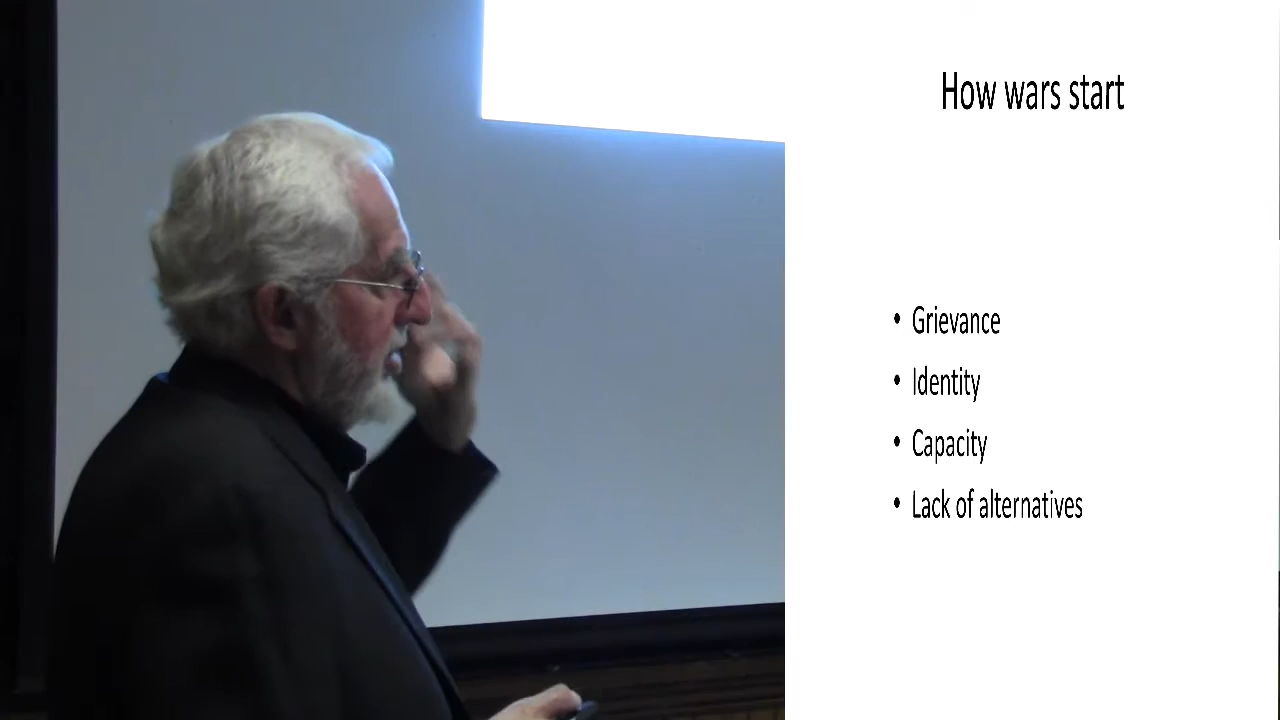 How wars start
• Grievance
• Identity
• Capacity
• Lack of alternatives